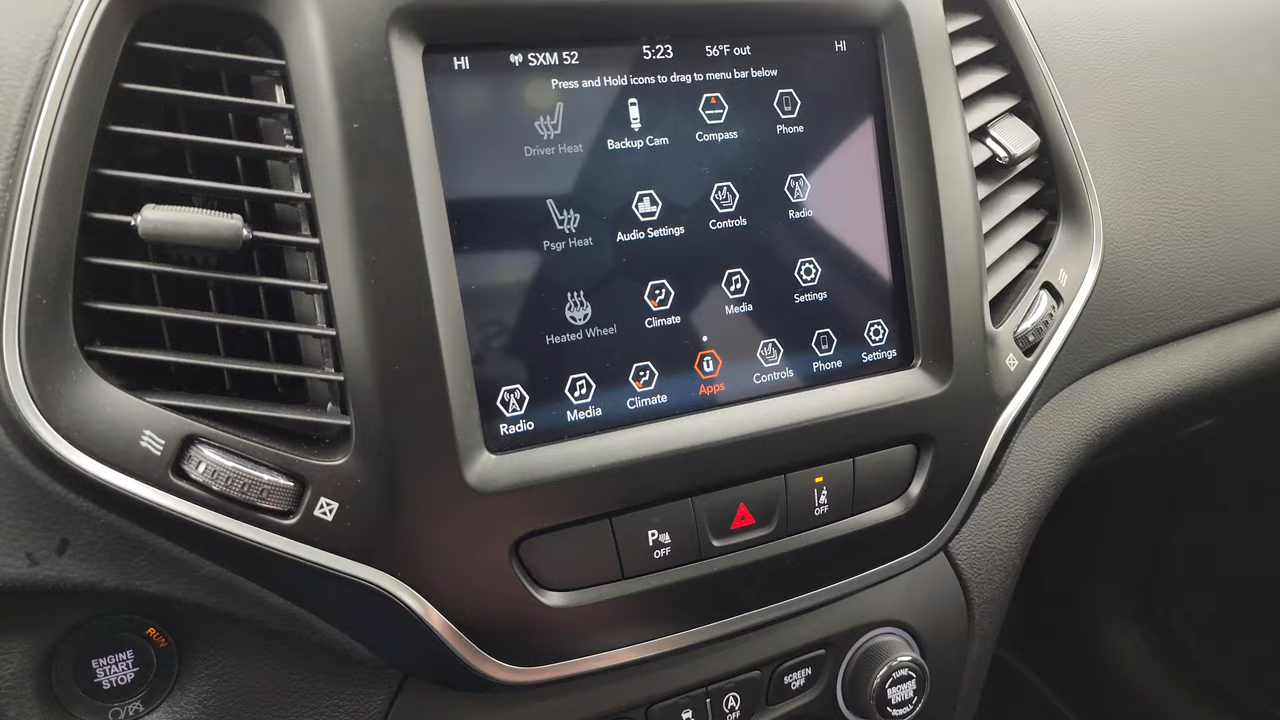 HI SXM 52 5:23 56°F out HI
Press and Hold icons to drag to menu bar below
Driver Heat Backup Cam Compass Phone
Psgr Heat Audio Settings Controls Radio
Heated Wheel Climate Media Settings
Radio Media Climate Apps Controls Phone Settings
P OFF
OFF
RUN
ENGINE
START
STOP
A OFF
SCREEN
OFF
TUNE
BROWSE
ENTER
SCROLL